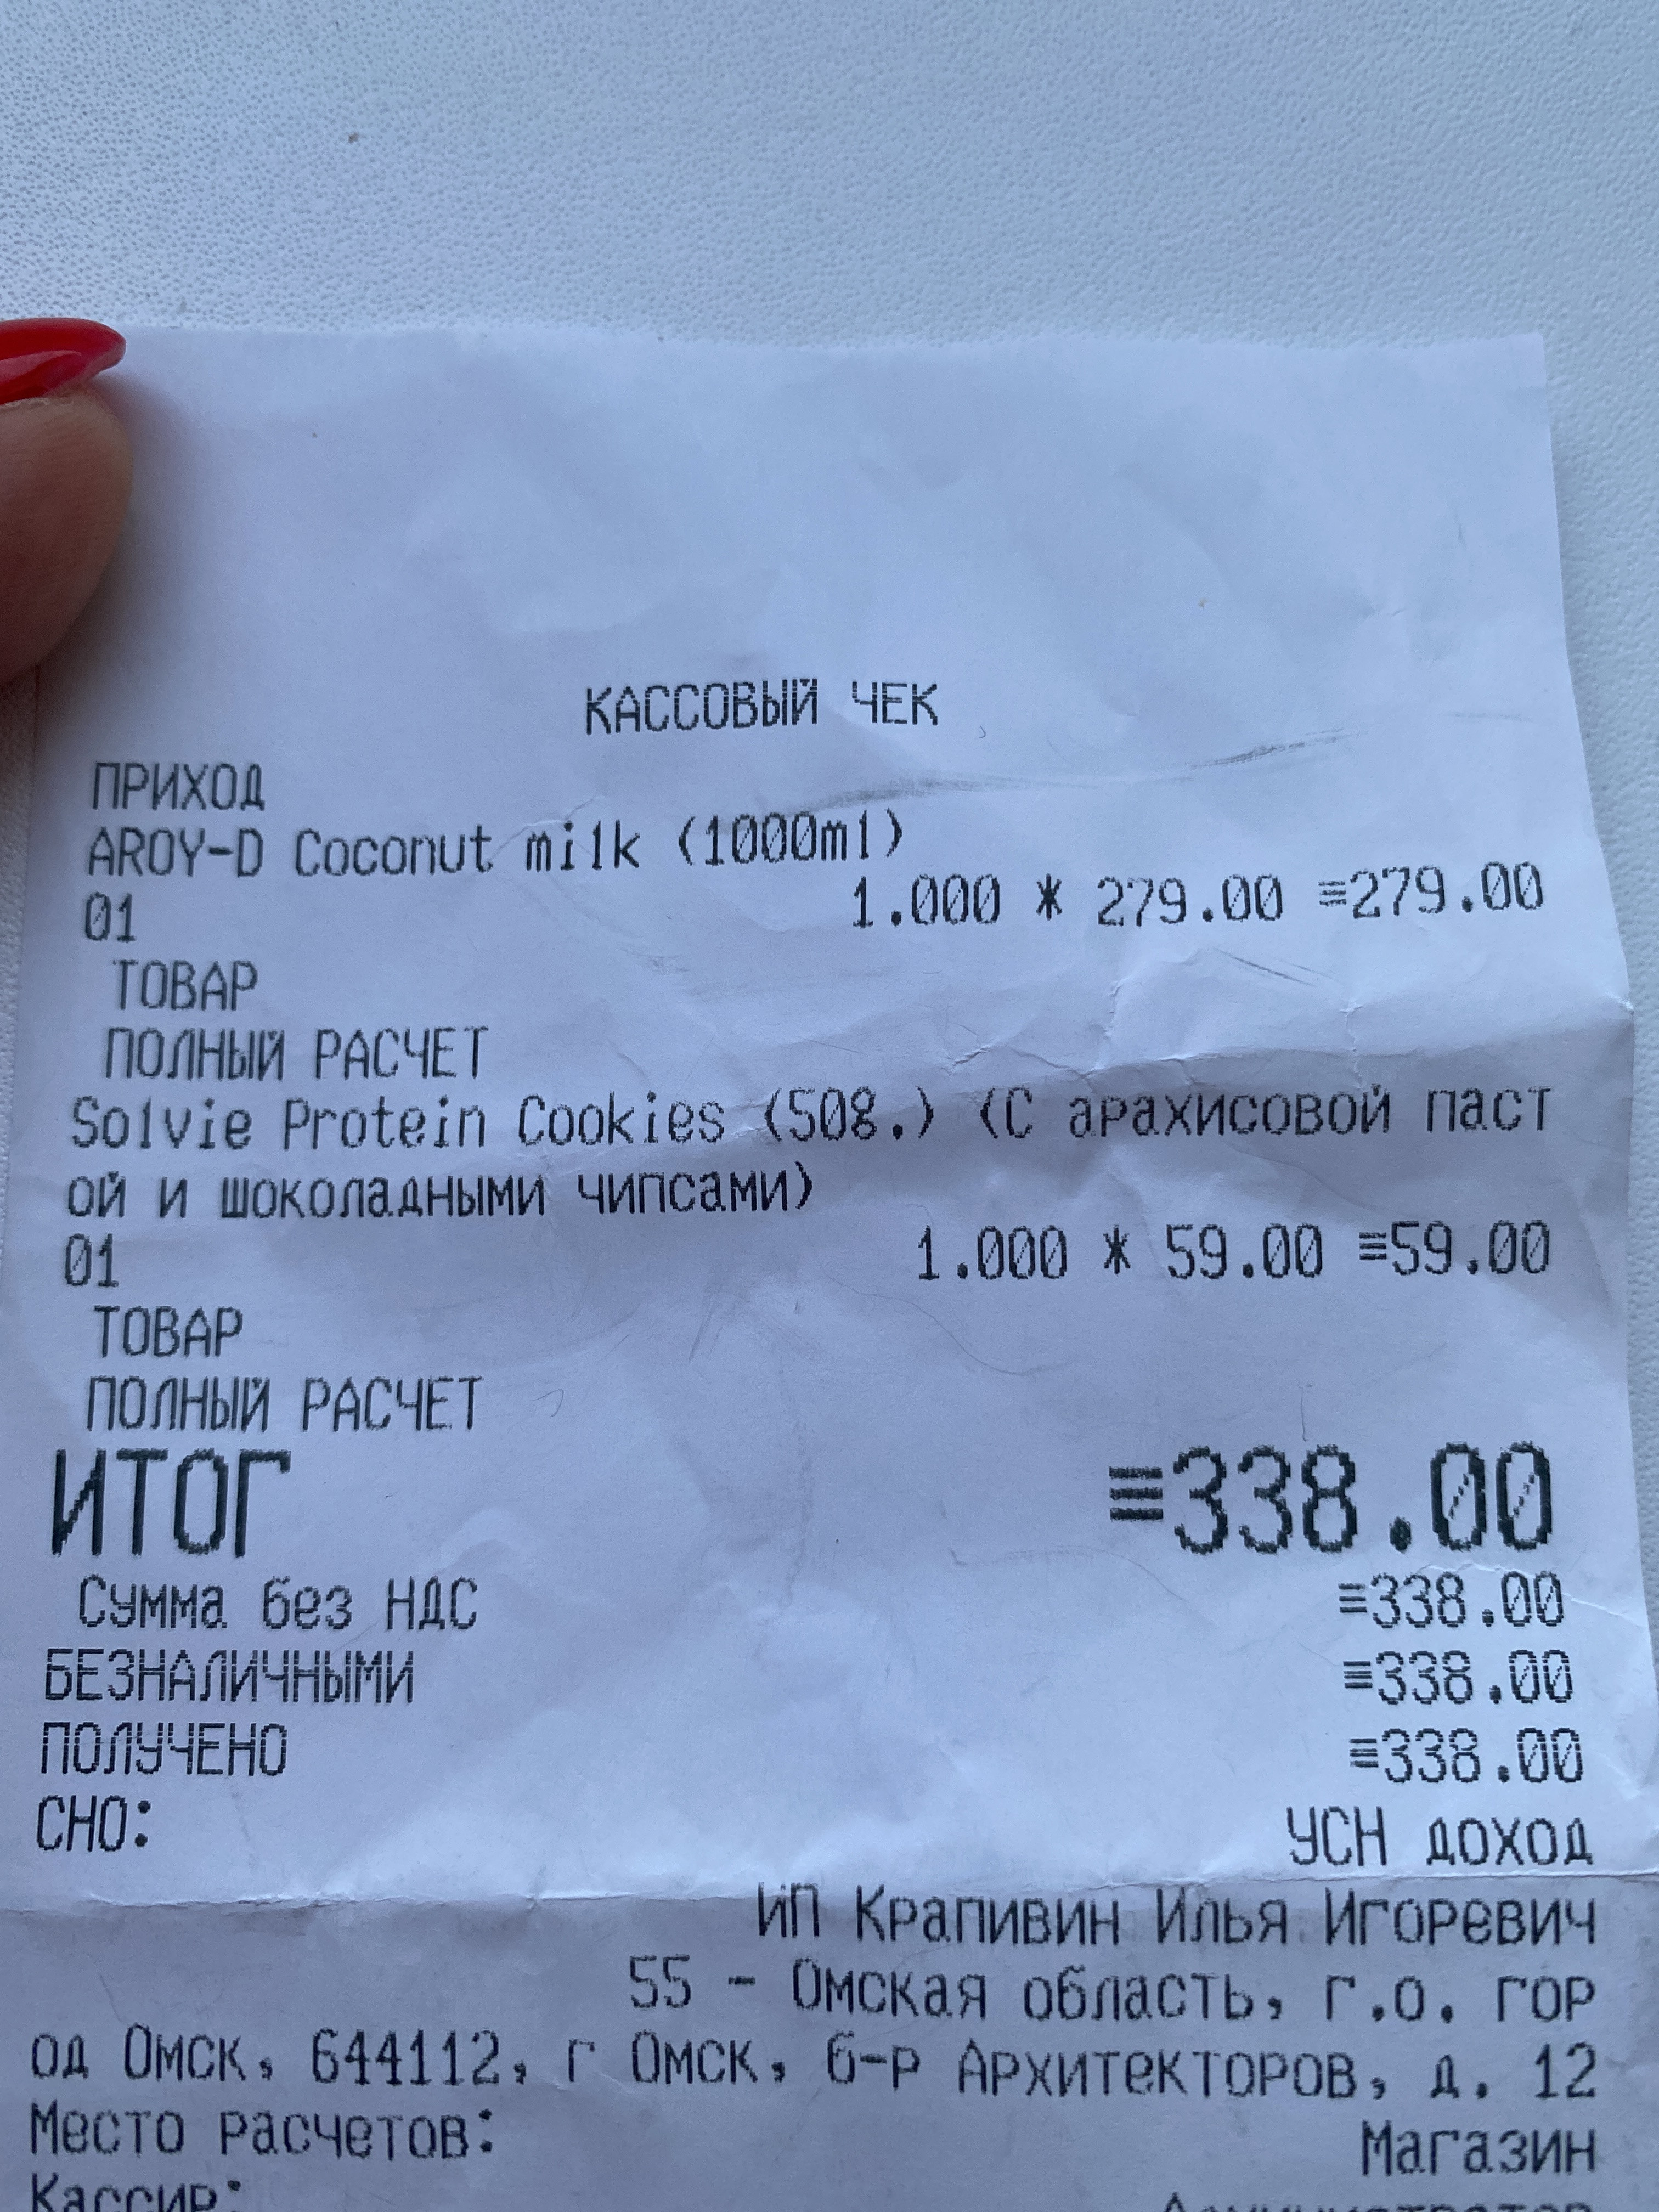 КАССОВЫЙ ЧЕК
ПРИХОД
AROY-D Coconut milk (1000ml)
01 1.000 * 279.00 ≡279.00
ТОВАР
ПОЛНЫЙ РАСЧЕТ
Solvie Protein Cookies (50g.) (С арахисовой паст
ой и шоколадными чипсами)
01 1.000 * 59.00 ≡59.00
ТОВАР
ПОЛНЫЙ РАСЧЕТ
ИТОГ ≡338.00
Сумма без НДС ≡338.00
БЕЗНАЛИЧНЫМИ ≡338.00
ПОЛУЧЕНО ≡338.00
СНО: УСН доход
ИП Крапивин Илья Игоревич
55 - Омская область, г.о. гор
од Омск, 644112, г Омск, б-р Архитекторов, д. 12
Место расчетов: Магазин
Кассир: Администратор